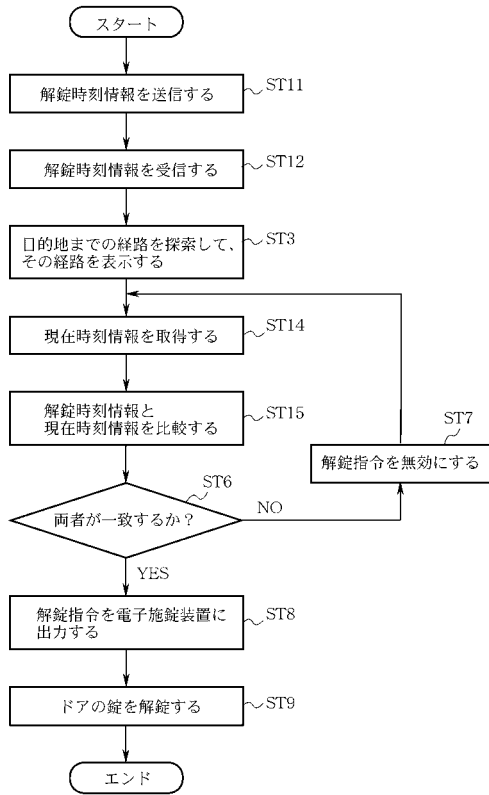 スタート
解錠時刻情報を送信する
ST11
解錠時刻情報を受信する
ST12
目的地までの経路を探索して、
その経路を表示する
ST3
現在時刻情報を取得する
ST14
解錠時刻情報と
現在時刻情報を比較する
ST15
ST7
解錠指令を無効にする
ST6
両者が一致するか?
NO
YES
解錠指令を電子施錠装置に
出力する
ST8
ドアの錠を解錠する
ST9
エンド